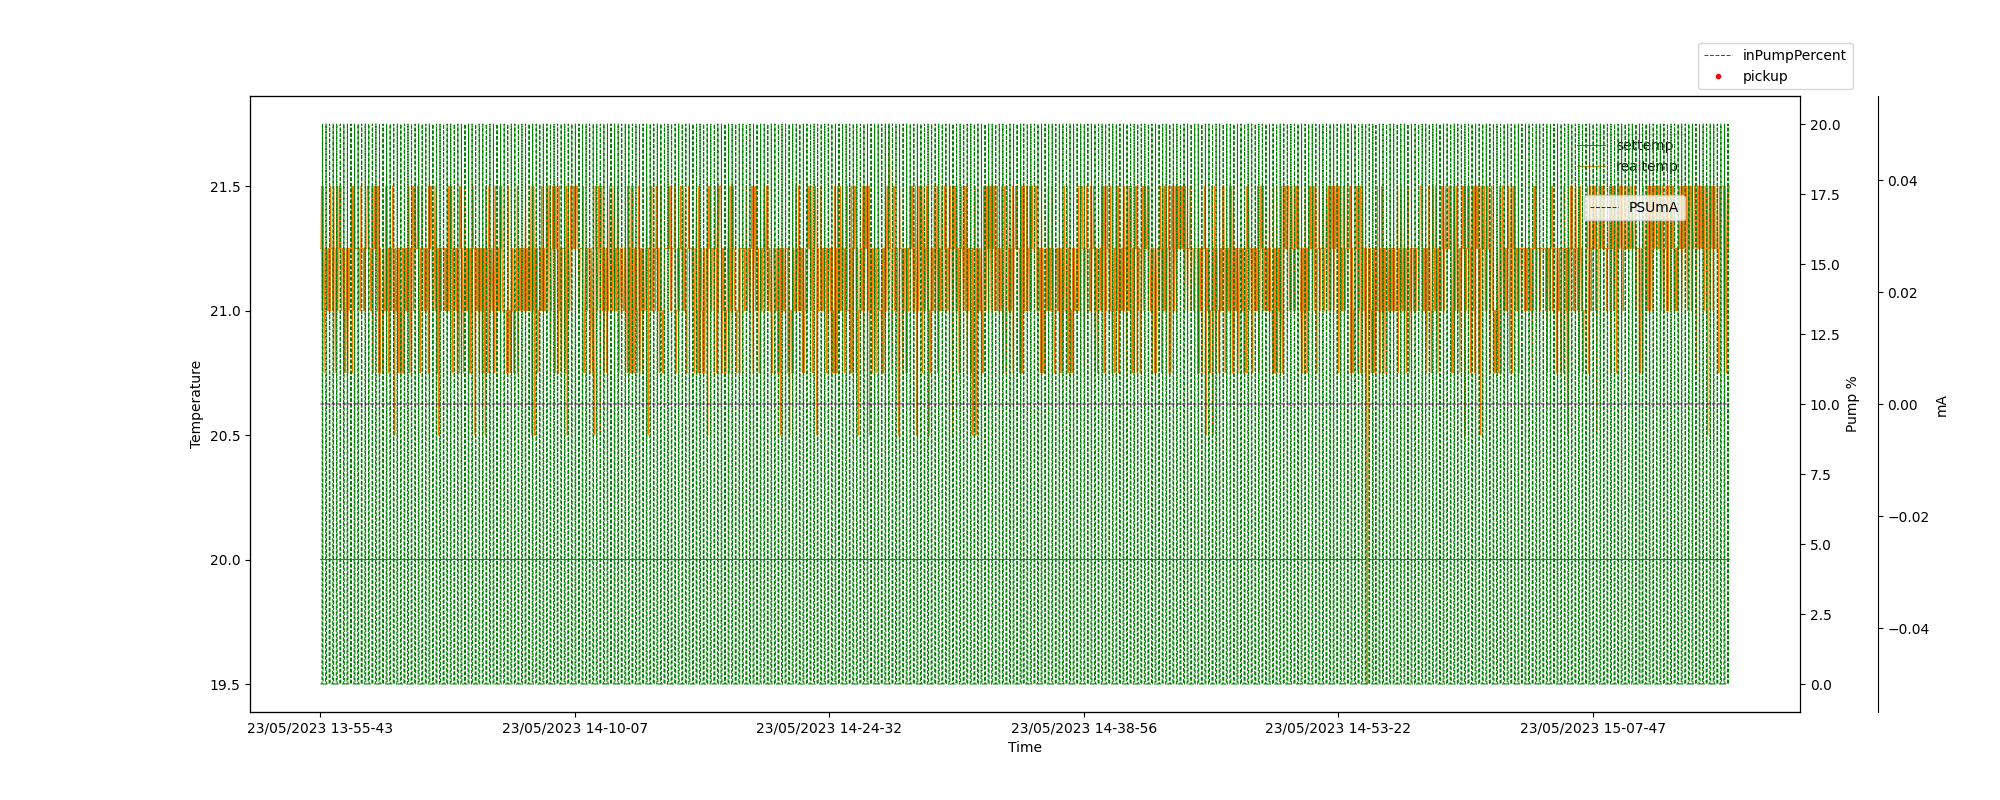 inPumpPercent
pickup
settemp
rea temp
PSUmA
21.5
21.0
20.5
20.0
19.5
Temperature
20.0
17.5
15.0
12.5
10.0
7.5
5.0
2.5
0.0
Pump %
0.04
0.02
0.00
−0.02
−0.04
mA
23/05/2023 13-55-43
23/05/2023 14-10-07
23/05/2023 14-24-32
23/05/2023 14-38-56
23/05/2023 14-53-22
23/05/2023 15-07-47
Time